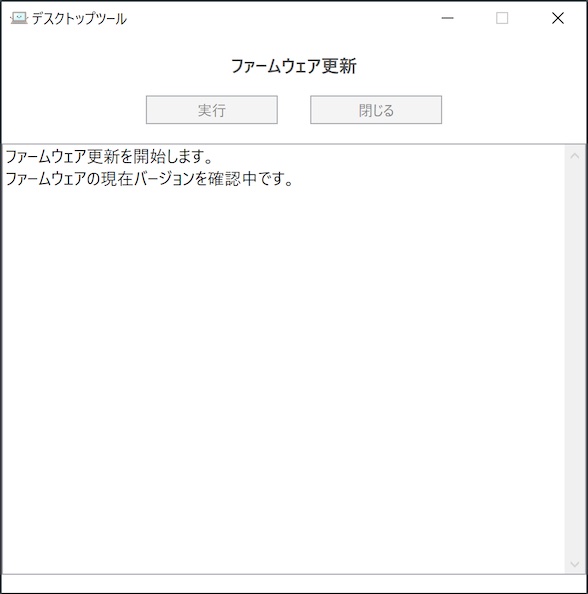 デスクトップツール
ファームウェア更新
実行
閉じる
ファームウェア更新を開始します。
ファームウェアの現在バージョンを確認中です。